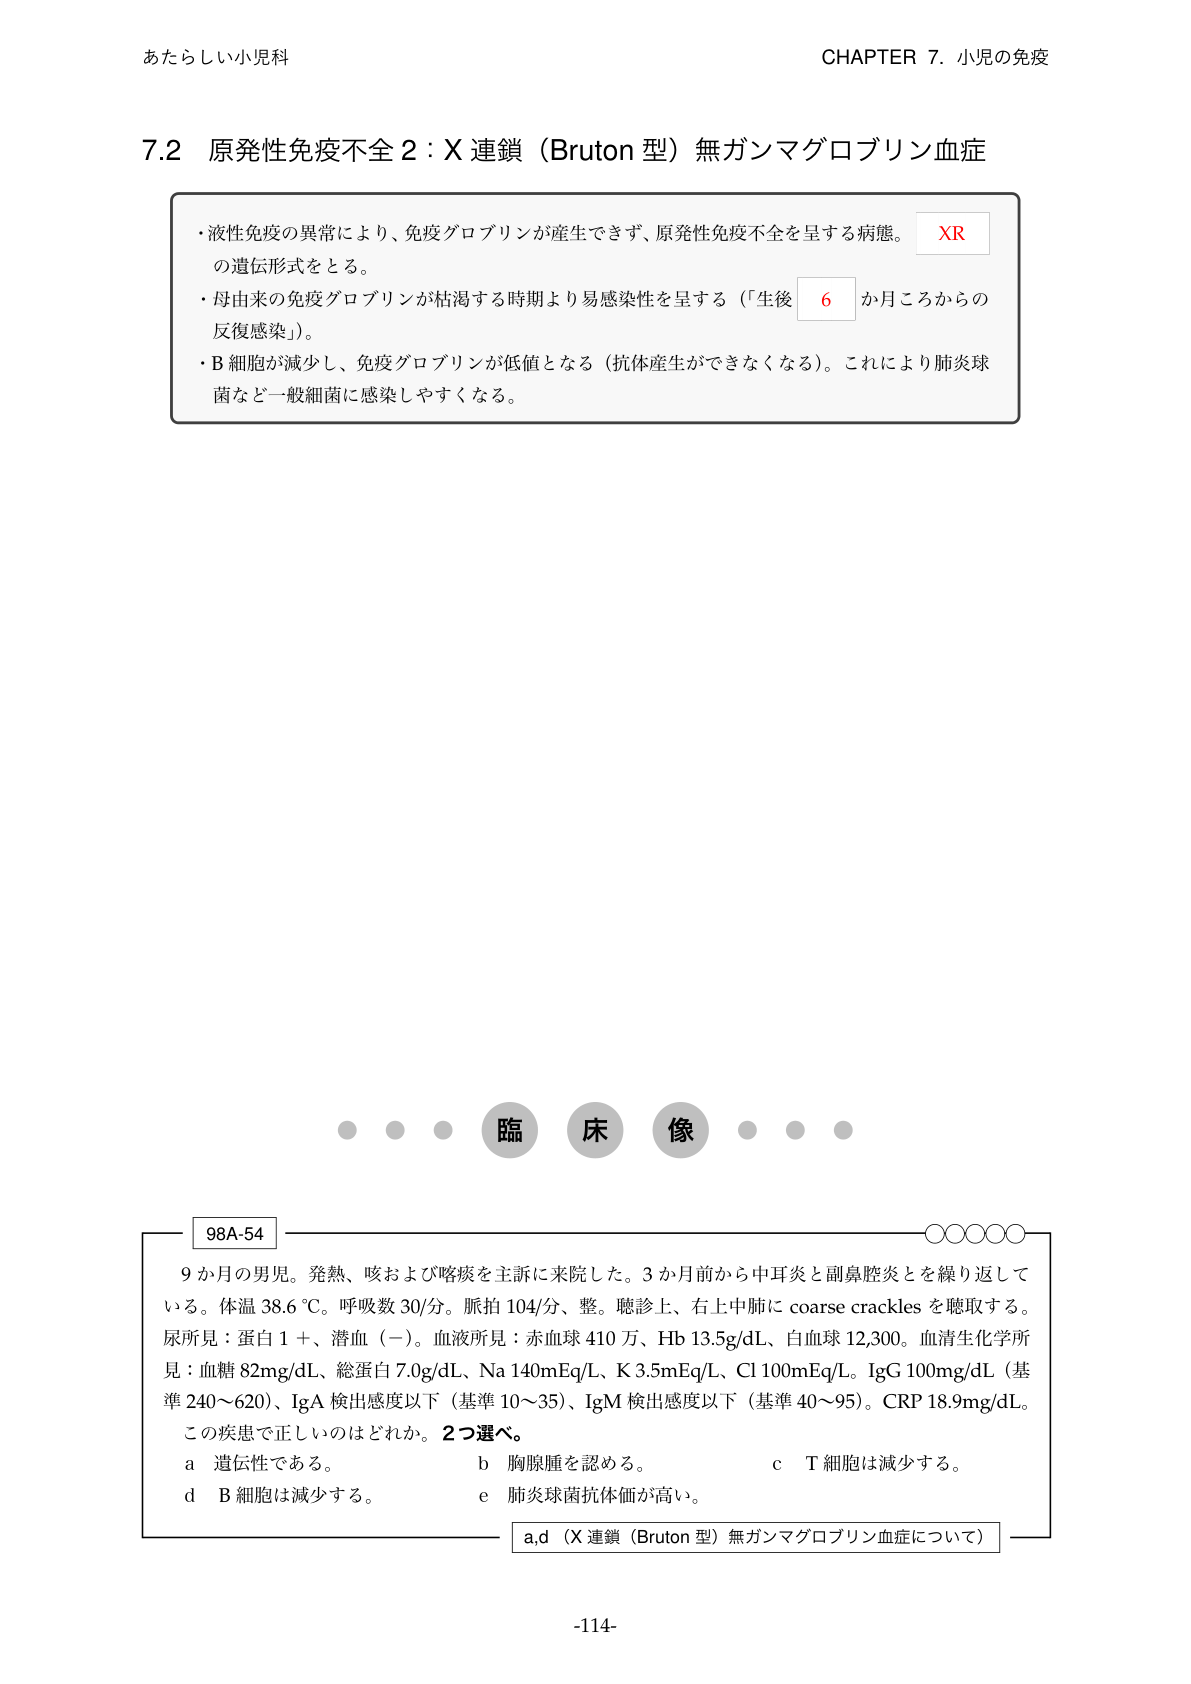 あたらしい小児科
CHAPTER 7. 小児の免疫
7.2 原発性免疫不全 2：X 連鎖（Bruton 型）無ガンマグロブリン血症
・液性免疫の異常により、免疫グロブリンが産生できず、原発性免疫不全を呈する病態。 XR
の遺伝形式をとる。
・母由来の免疫グロブリンが枯渇する時期より易感染性を呈する（「生後 6 か月ころからの
反復感染」）。
・B 細胞が減少し、免疫グロブリンが低値となる（抗体産生ができなくなる）。これにより肺炎球
菌など一般細菌に感染しやすくなる。
臨 床 像
98A-54
9 か月の男児。発熱、咳および喀痰を主訴に来院した。3 か月前から中耳炎と副鼻腔炎とを繰り返して
いる。体温 38.6 ℃。呼吸数 30/分。脈拍 104/分、整。聴診上、右上中肺に coarse crackles を聴取する。
尿所見：蛋白 1 ＋、潜血（−）。血液所見：赤血球 410 万、Hb 13.5g/dL、白血球 12,300。血清生化学所
見：血糖 82mg/dL、総蛋白 7.0g/dL、Na 140mEq/L、K 3.5mEq/L、Cl 100mEq/L。IgG 100mg/dL（基
準 240〜620）、IgA 検出感度以下（基準 10〜35）、IgM 検出感度以下（基準 40〜95）。CRP 18.9mg/dL。
この疾患で正しいのはどれか。2つ選べ。
a 遺伝性である。 b 胸腺腫を認める。 c T 細胞は減少する。
d B 細胞は減少する。 e 肺炎球菌抗体価が高い。
a,d （X 連鎖（Bruton 型）無ガンマグロブリン血症について）
-114-